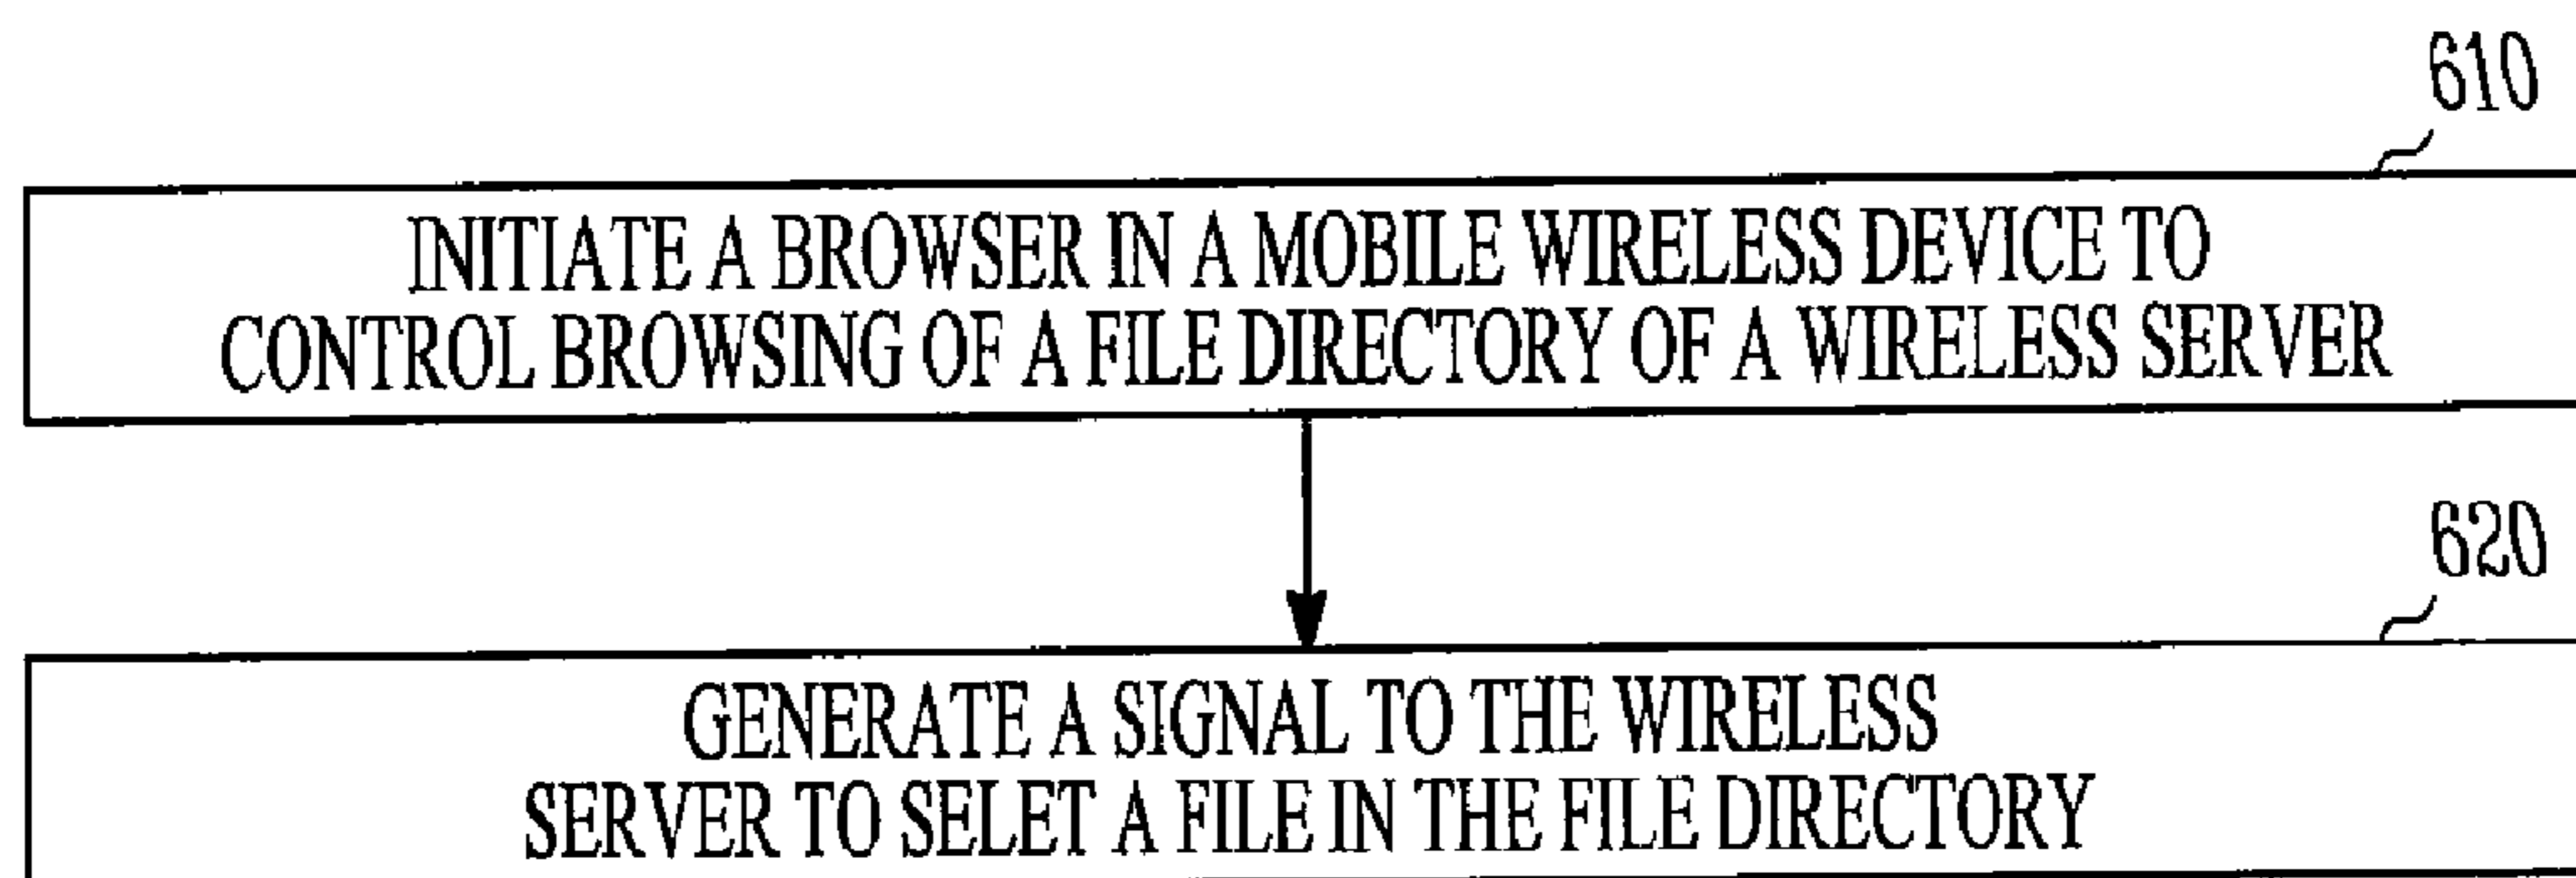 610
INITIATE A BROWSER IN A MOBILE WIRELESS DEVICE TO
CONTROL BROWSING OF A FILE DIRECTORY OF A WIRELESS SERVER
620
GENERATE A SIGNAL TO THE WIRELESS
SERVER TO SELET A FILE IN THE FILE DIRECTORY